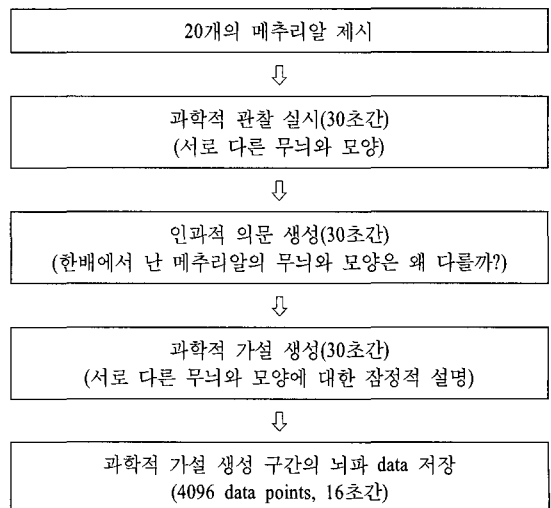 20개의 메추리알 제시
⇩
과학적 관찰 실시(30초간)
(서로 다른 무늬와 모양)
⇩
인과적 의문 생성(30초간)
(한배에서 난 메추리알의 무늬와 모양은 왜 다를까?)
⇩
과학적 가설 생성(30초간)
(서로 다른 무늬와 모양에 대한 잠정적 설명)
⇩
과학적 가설 생성 구간의 뇌파 data 저장
(4096 data points, 16초간)